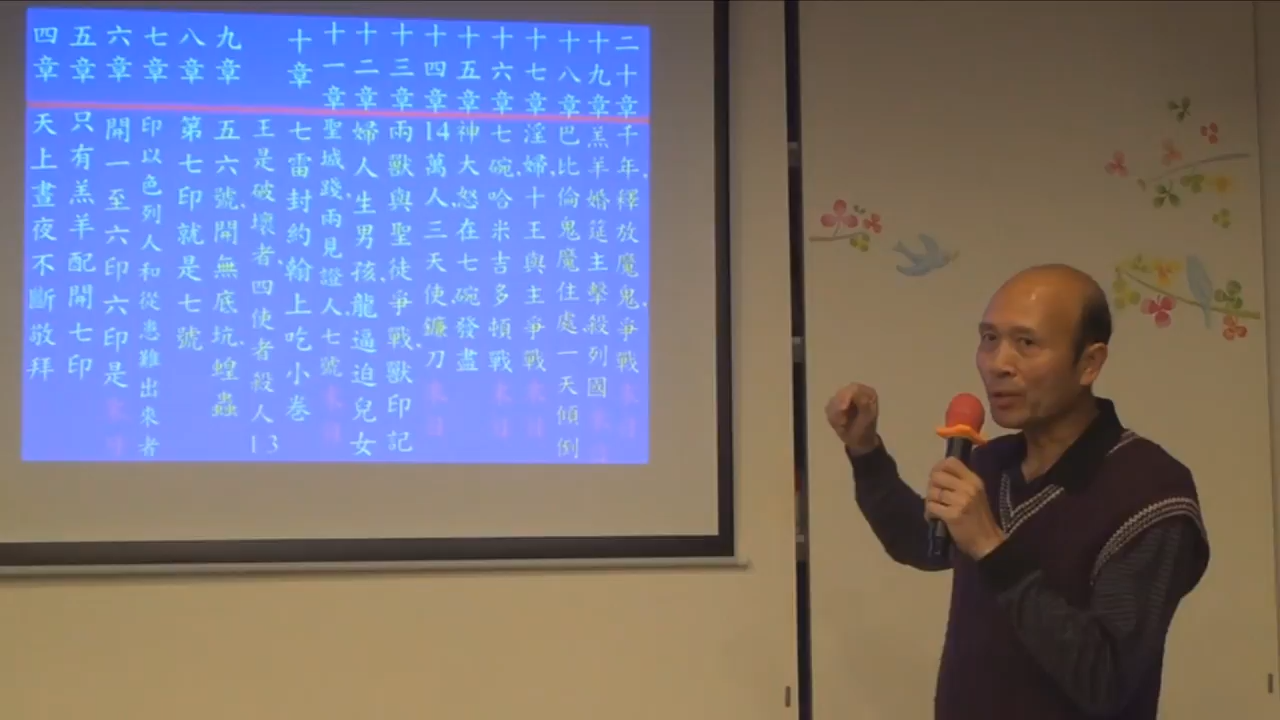 四章 天上晝夜不斷敬拜
五章 只有羔羊配開七印
六章 開一至六印六印是
七章 印以色列人和從患難出來者
八章 第七印就是七號
九章 五六號.開無底坑.蝗蟲
王是破壞者.四使者殺人1.3
十章 七雷封約翰上吃小卷
十一章 聖城踐.兩見證人.七號
十二章 婦人生男孩.龍逼迫兒女
十三章 兩獸與聖徒爭戰.獸印記
十四章 14萬人.三天使.鐮刀
十五章 神大怒在七碗發盡
十六章 七碗.哈米吉多頓戰
十七章 淫婦.十王與主爭戰
十八章 巴比倫鬼魔住處一天傾倒
十九章 羔羊婚筵主擊殺列國
二十章 千年.釋放魔鬼.爭戰